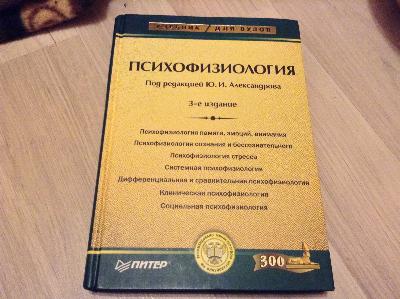 УЧЕБНИК / ДЛЯ ВУЗОВ
ПСИХОФИЗИОЛОГИЯ
Под редакцией Ю. И. Александрова
3-е издание
Психофизиология памяти, эмоций, внимания
Психофизиология сознания и бессознательного
Психофизиология стресса
Системная психофизиология
Дифференциальная и сравнительная психофизиология
Клиническая психофизиология
Социальная психофизиология
ПИТЕР
300